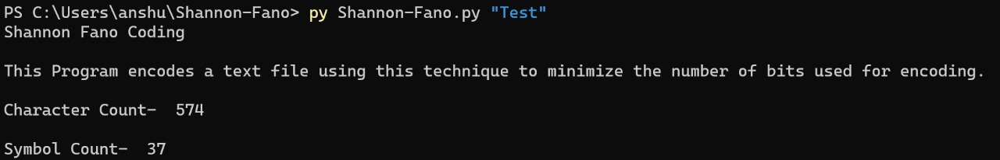 PS C:\Users\anshu\Shannon-Fano> py Shannon-Fano.py "Test"
Shannon Fano Coding
This Program encodes a text file using this technique to minimize the number of bits used for encoding.
Character Count-  574
Symbol Count-  37